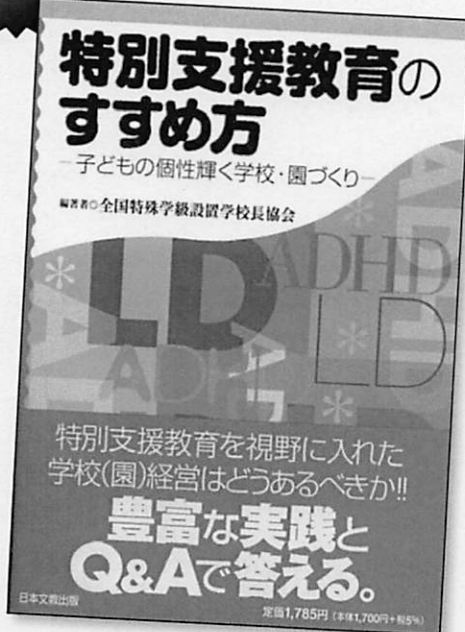 特別支援教育の
すすめ方
−子どもの個性輝く学校・園づくり−
編著者○全国特殊学級設置学校長協会
ADHD
LD
LD
ADHD
特別支援教育を視野に入れた
学校(園)経営はどうあるべきか!!
豊富な実践と
Q&Aで答える。
日本文教出版
定価1,785円(本体1,700円+税5%)